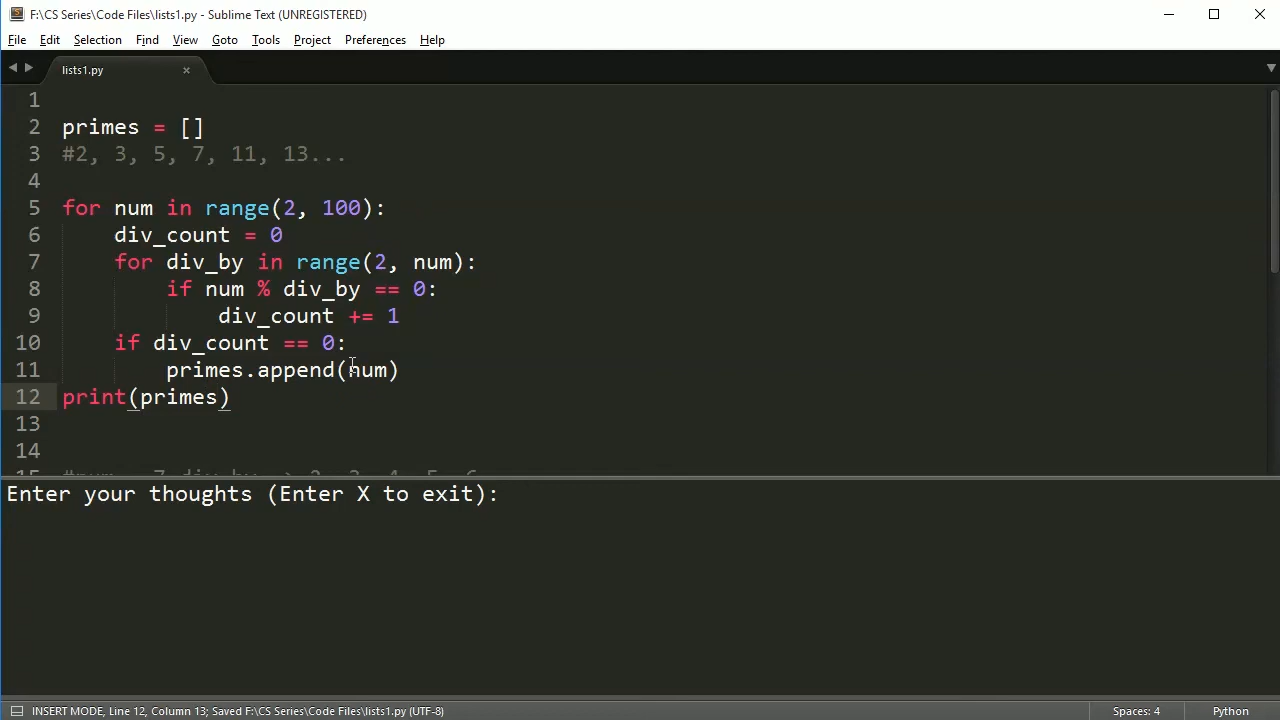 F:\CS Series\Code Files\lists1.py - Sublime Text (UNREGISTERED)
File Edit Selection Find View Goto Tools Project Preferences Help
lists1.py ×
1
2 primes = []
3 #2, 3, 5, 7, 11, 13...
4
5 for num in range(2, 100):
6 div_count = 0
7 for div_by in range(2, num):
8 if num % div_by == 0:
9 div_count += 1
10 if div_count == 0:
11 primes.append(num)
12 print(primes)
13
14
Enter your thoughts (Enter X to exit):
INSERT MODE, Line 12, Column 13; Saved F:\CS Series\Code Files\lists1.py (UTF-8) Spaces: 4 Python